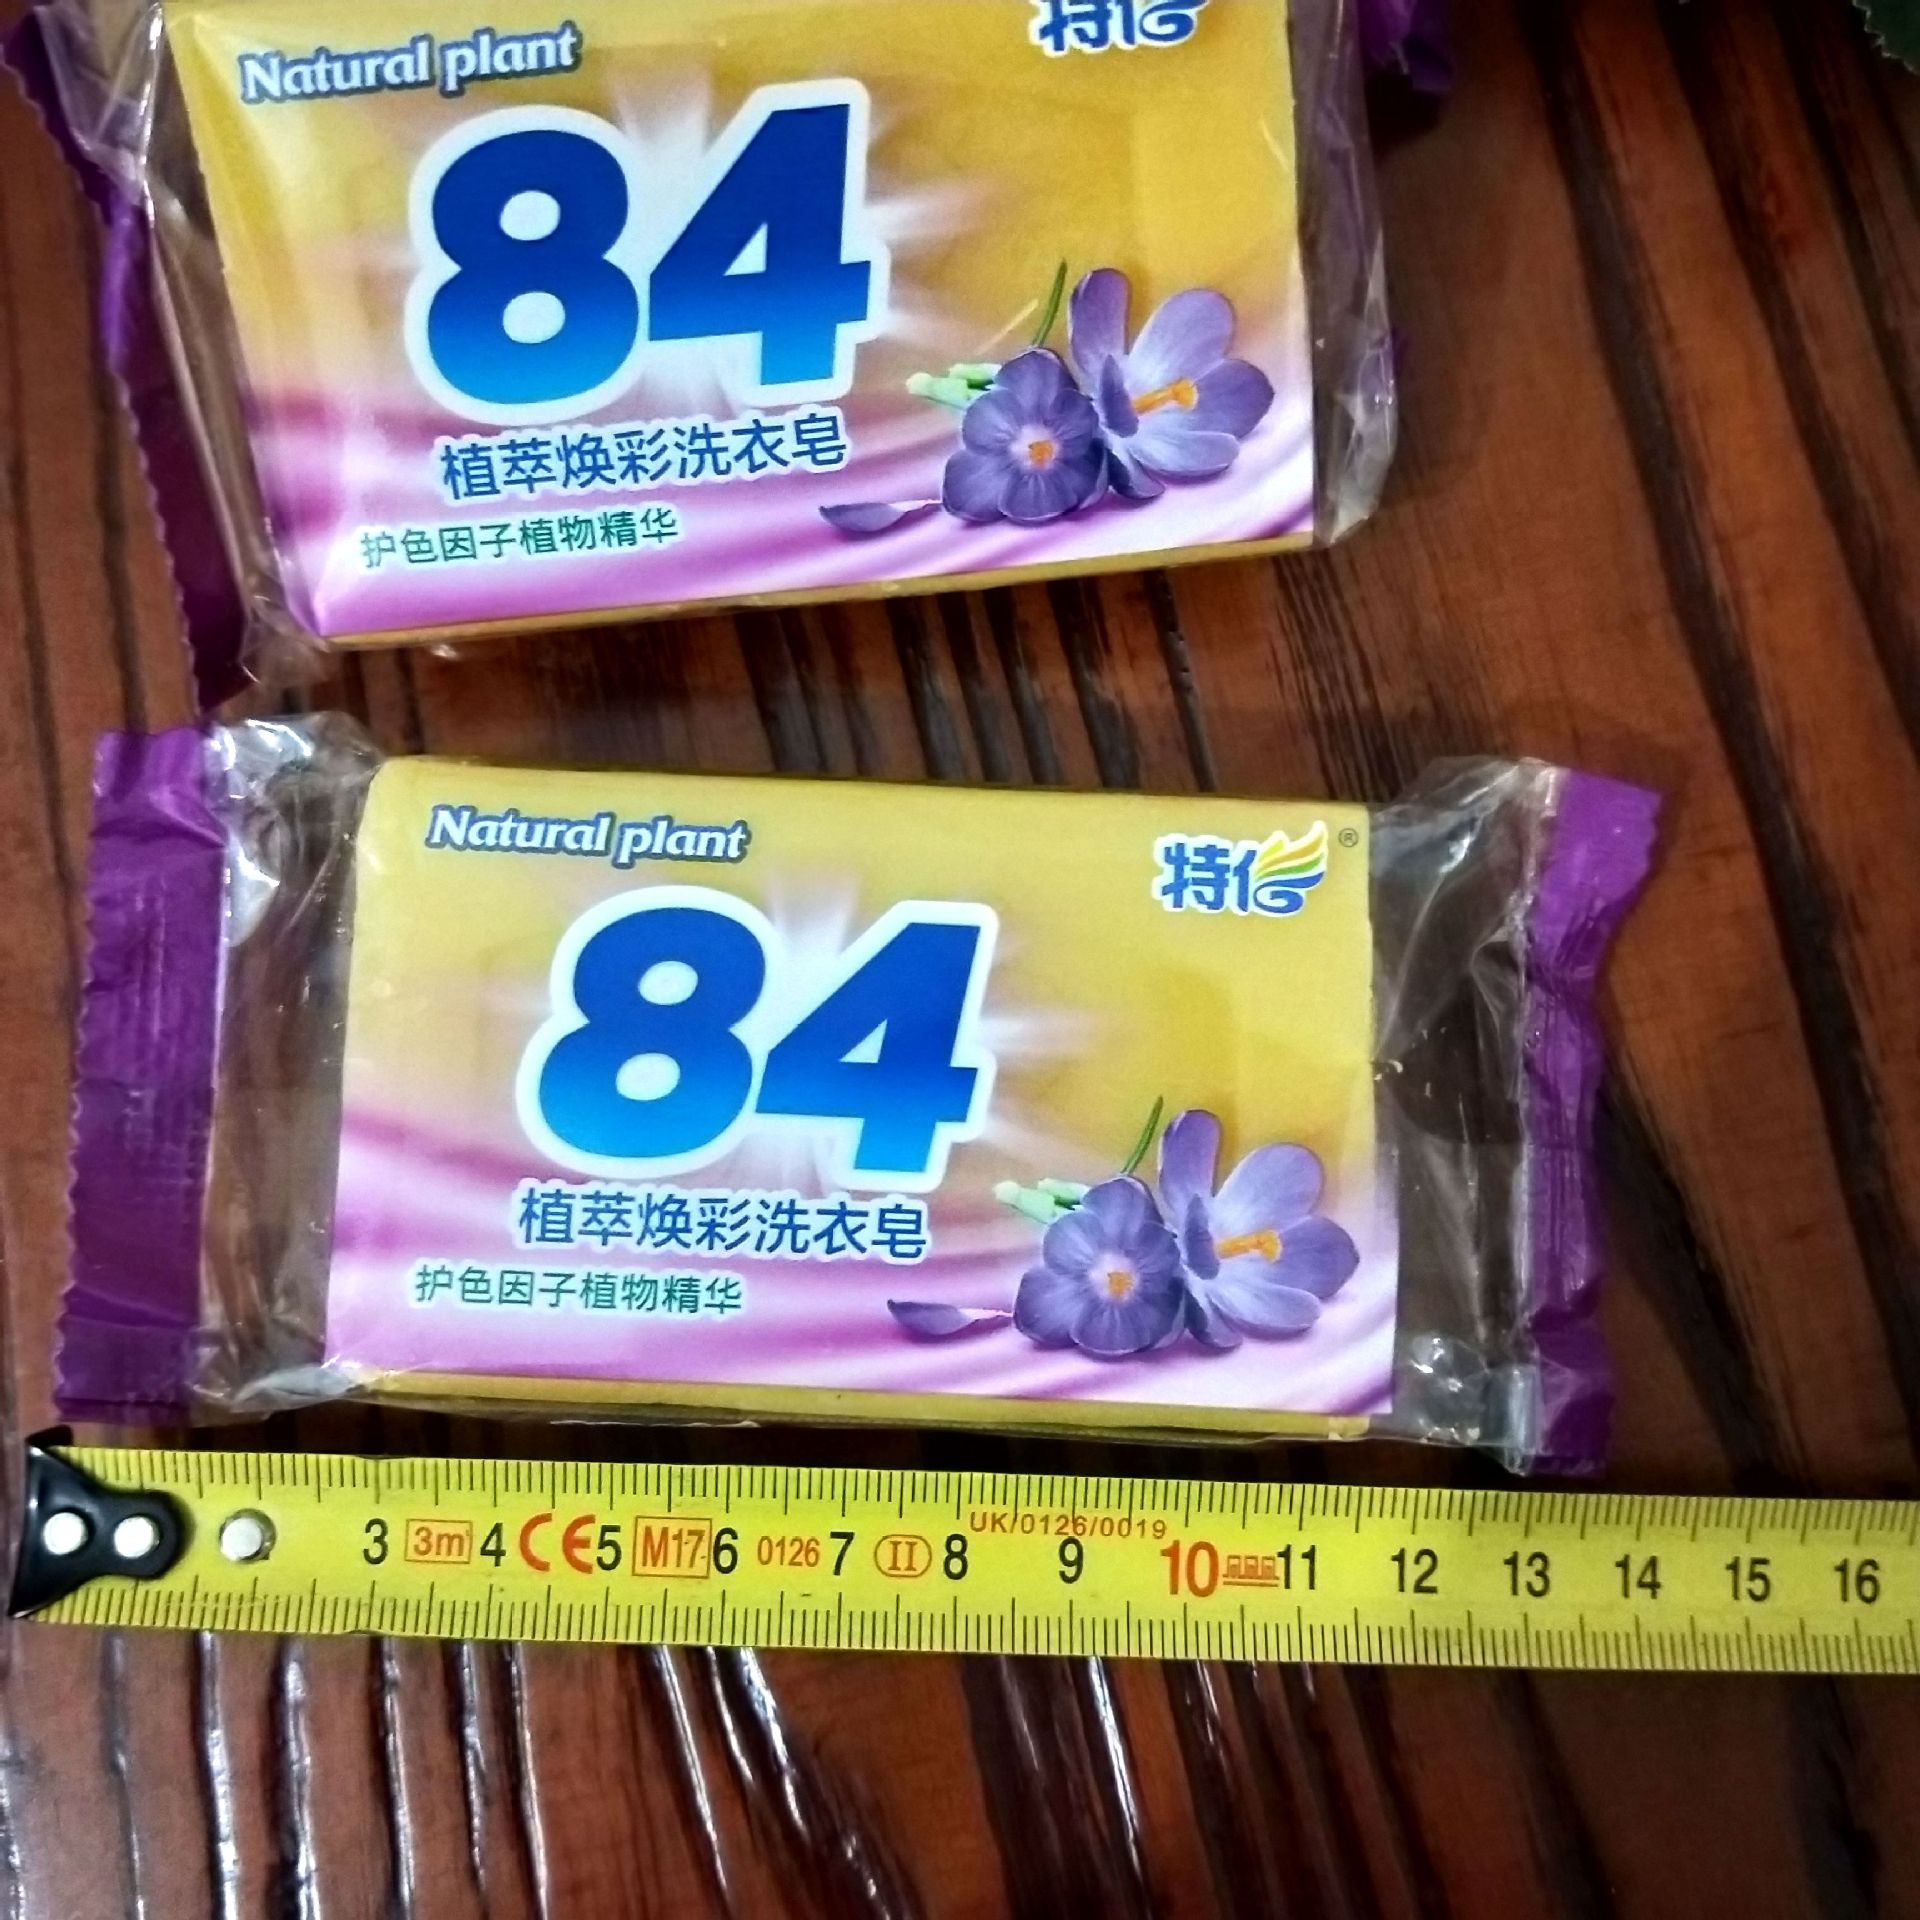 Natural plant
特
84
植萃焕彩洗衣皂
护色因子植物精华
Natural plant
特亿®
84
植萃焕彩洗衣皂
护色因子植物精华
UK/0126/0019
3 3m 4 CE 5 M17 6 0126 7 II 8 9 10 11 12 13 14 15 16